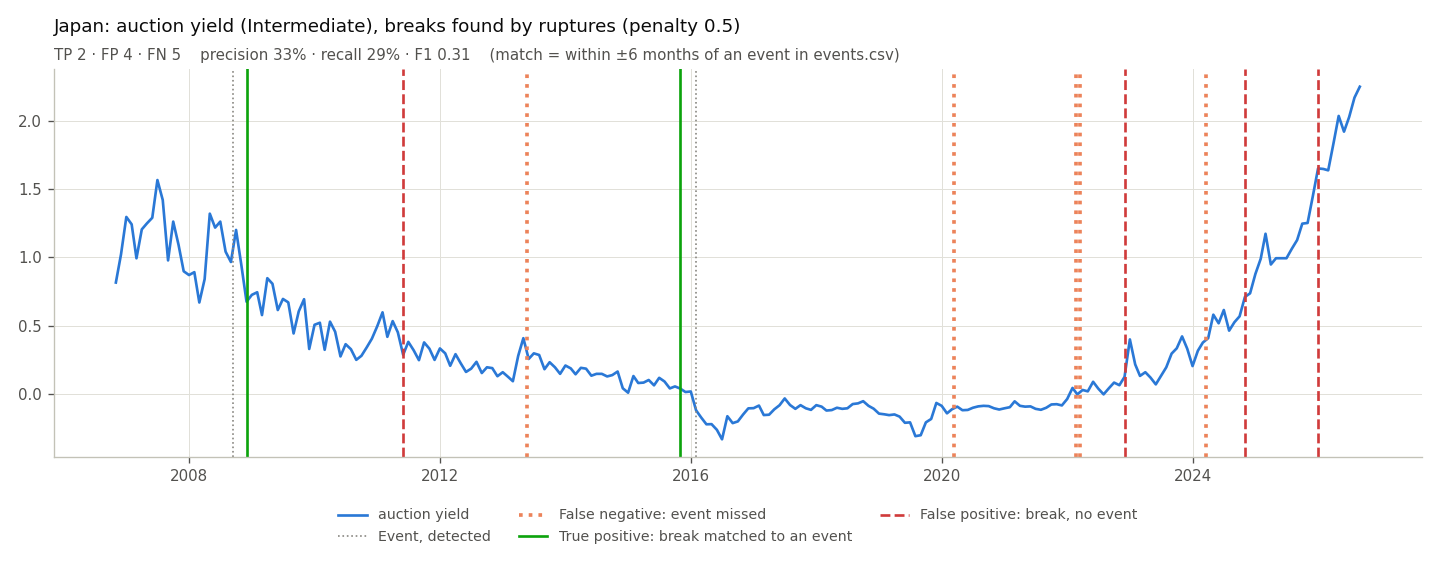 Japan: auction yield (Intermediate), breaks found by ruptures (penalty 0.5)
TP 2 · FP 4 · FN 5    precision 33% · recall 29% · F1 0.31    (match = within ±6 months of an event in events.csv)
2.0
1.5
1.0
0.5
0.0
2008 2012 2016 2020 2024
auction yield
Event, detected
False negative: event missed
True positive: break matched to an event
False positive: break, no event